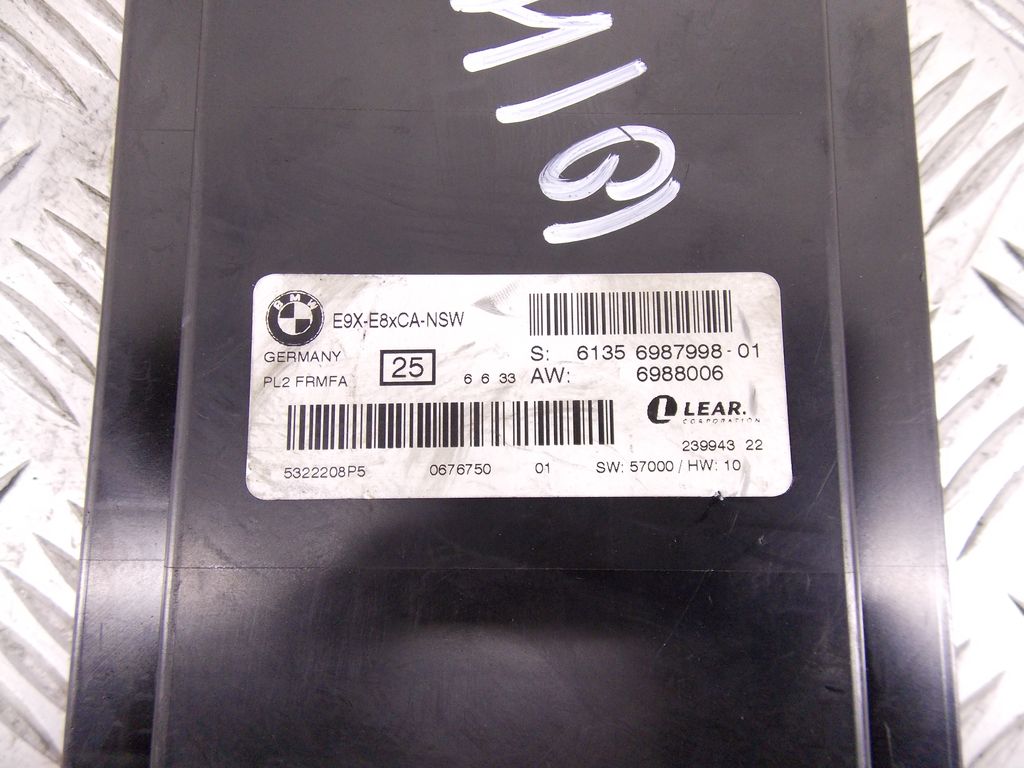 M19
BMW
E9X-E8xCA-NSW
GERMANY
PL2 FRMFA
25
6 6 33
S: 6135 6987998-01
AW: 6988006
LEAR.
CORPORATION
239943 22
5322208P5 0676750 01 SW: 57000 / HW: 10